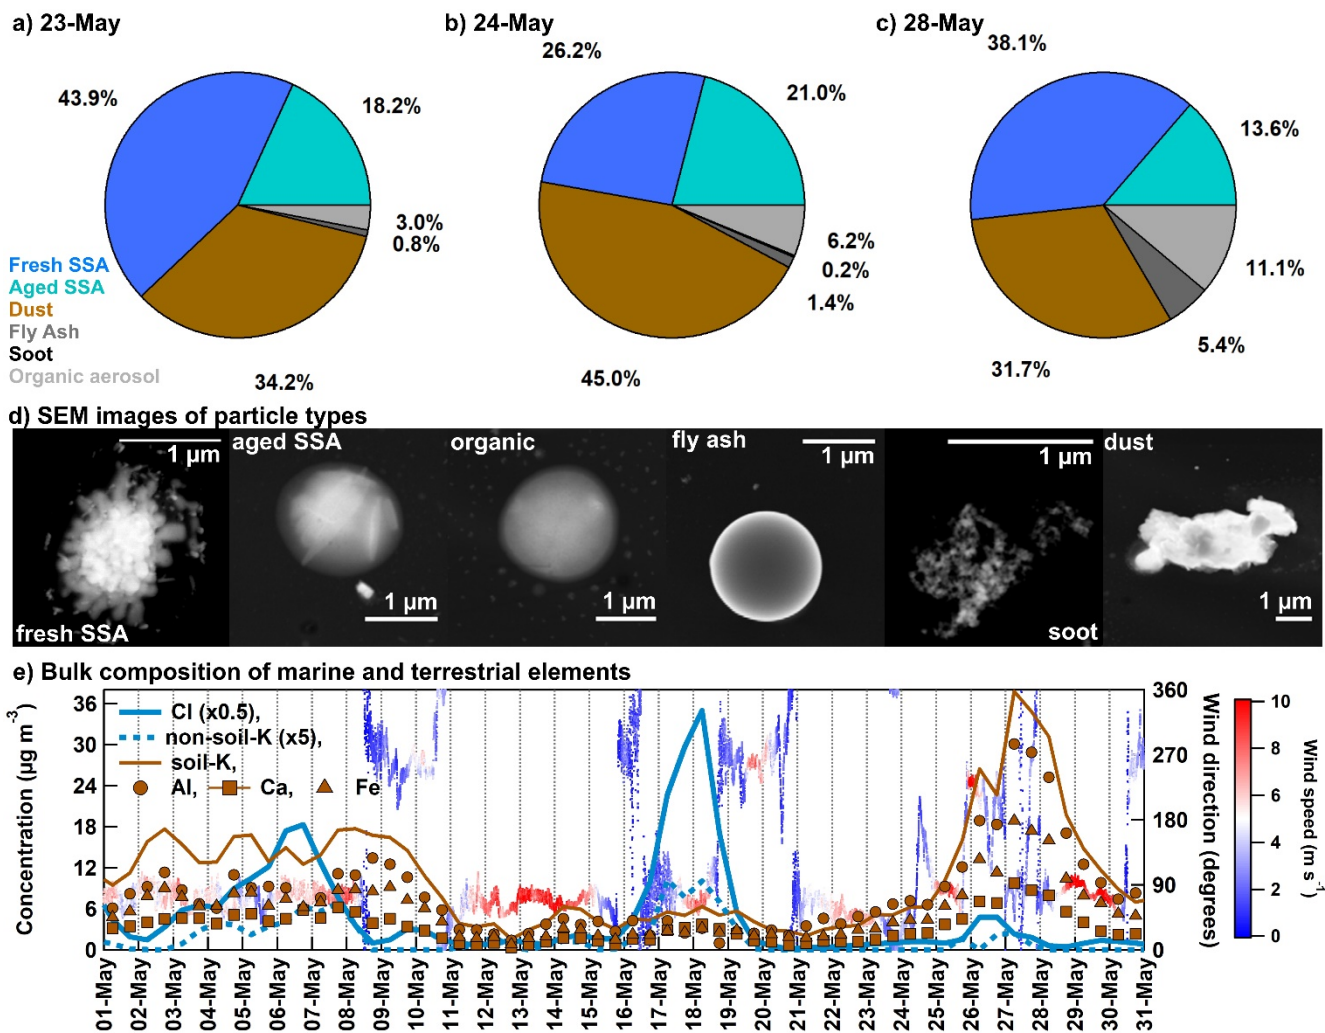 a) 23-May
b) 24-May
c) 28-May
43.9%
18.2%
3.0%
0.8%
34.2%
26.2%
21.0%
6.2%
0.2%
1.4%
45.0%
38.1%
13.6%
11.1%
5.4%
31.7%
Fresh SSA
Aged SSA
Dust
Fly Ash
Soot
Organic aerosol
d) SEM images of particle types
1 µm
fresh SSA
aged SSA
1 µm
organic
1 µm
fly ash
1 µm
1 µm
soot
dust
1 µm
e) Bulk composition of marine and terrestrial elements
Cl (x0.5),
non-soil-K (x5),
soil-K,
Al, Ca, Fe
Concentration (µg m⁻³)
36
30
24
18
12
6
0
360
270
180
90
0
Wind direction (degrees)
10
8
6
4
2
0
Wind speed (m s⁻¹)
01-May
02-May
03-May
04-May
05-May
06-May
07-May
08-May
09-May
10-May
11-May
12-May
13-May
14-May
15-May
16-May
17-May
18-May
19-May
20-May
21-May
22-May
23-May
24-May
25-May
26-May
27-May
28-May
29-May
30-May
31-May